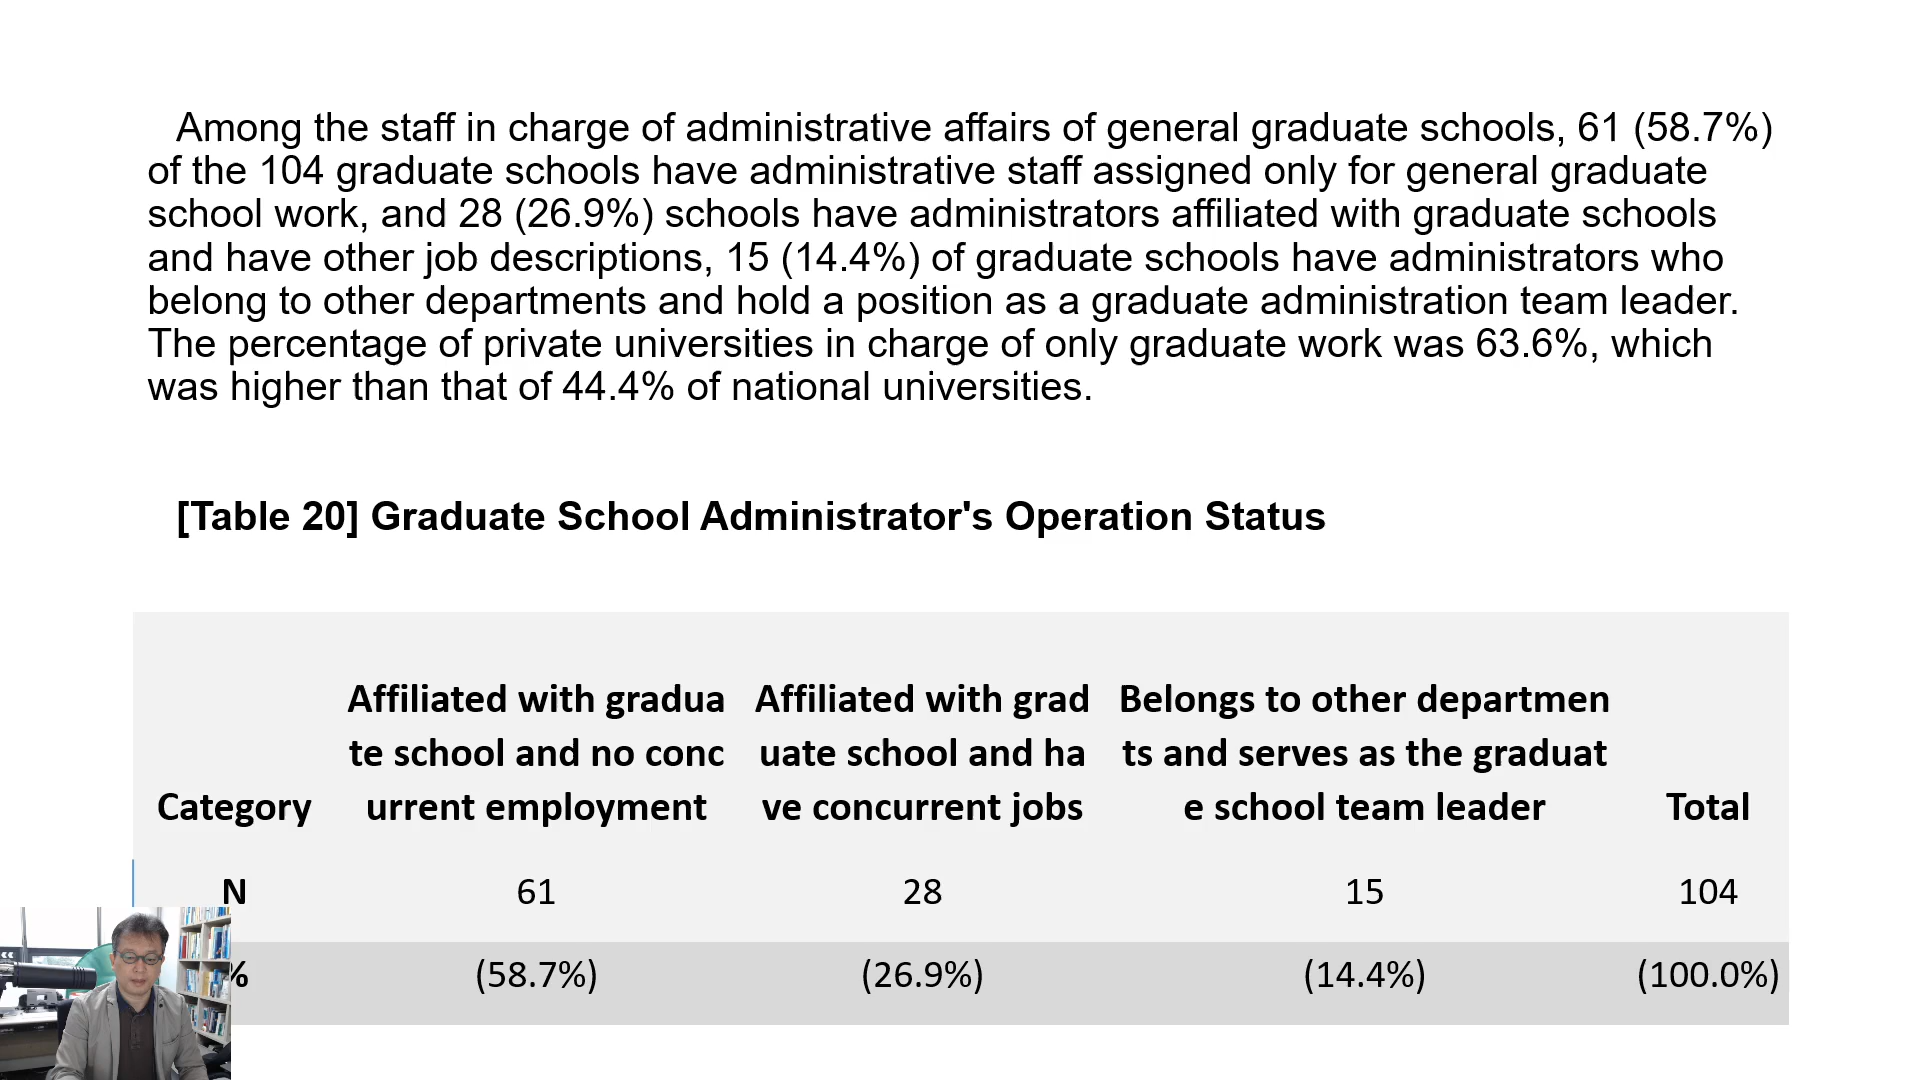 Among the staff in charge of administrative affairs of general graduate schools, 61 (58.7%)
of the 104 graduate schools have administrative staff assigned only for general graduate
school work, and 28 (26.9%) schools have administrators affiliated with graduate schools
and have other job descriptions, 15 (14.4%) of graduate schools have administrators who
belong to other departments and hold a position as a graduate administration team leader.
The percentage of private universities in charge of only graduate work was 63.6%, which
was higher than that of 44.4% of national universities.
[Table 20] Graduate School Administrator's Operation Status
Affiliated with gradua Affiliated with grad Belongs to other departmen
te school and no conc uate school and ha ts and serves as the graduat
Category urrent employment ve concurrent jobs e school team leader Total
N 61 28 15 104
% (58.7%) (26.9%) (14.4%) (100.0%)